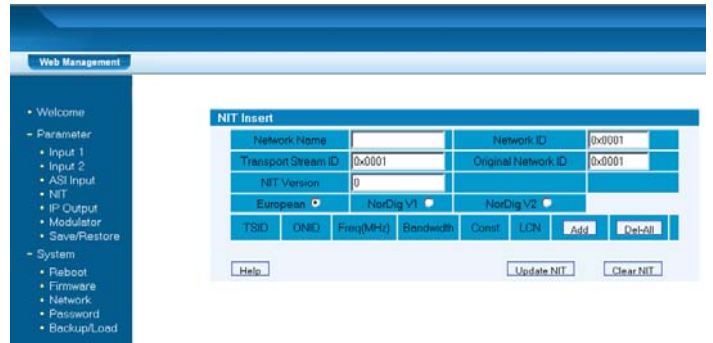 Web Management
• Welcome
- Parameter
• Input 1
• Input 2
• ASI Input
• NIT
• IP Output
• Modulator
• Save/Restore
- System
• Reboot
• Firmware
• Network
• Password
• Backup/Load
NIT Insert
Network Name Network ID 0x0001
Transport Stream ID 0x0001 Original Network ID 0x0001
NIT Version 0
European NorDig V1 NorDig V2
TSID ONID Freq(MHz) Bandwidth Const LCN Add Del-All
Help Update NIT Clear NIT